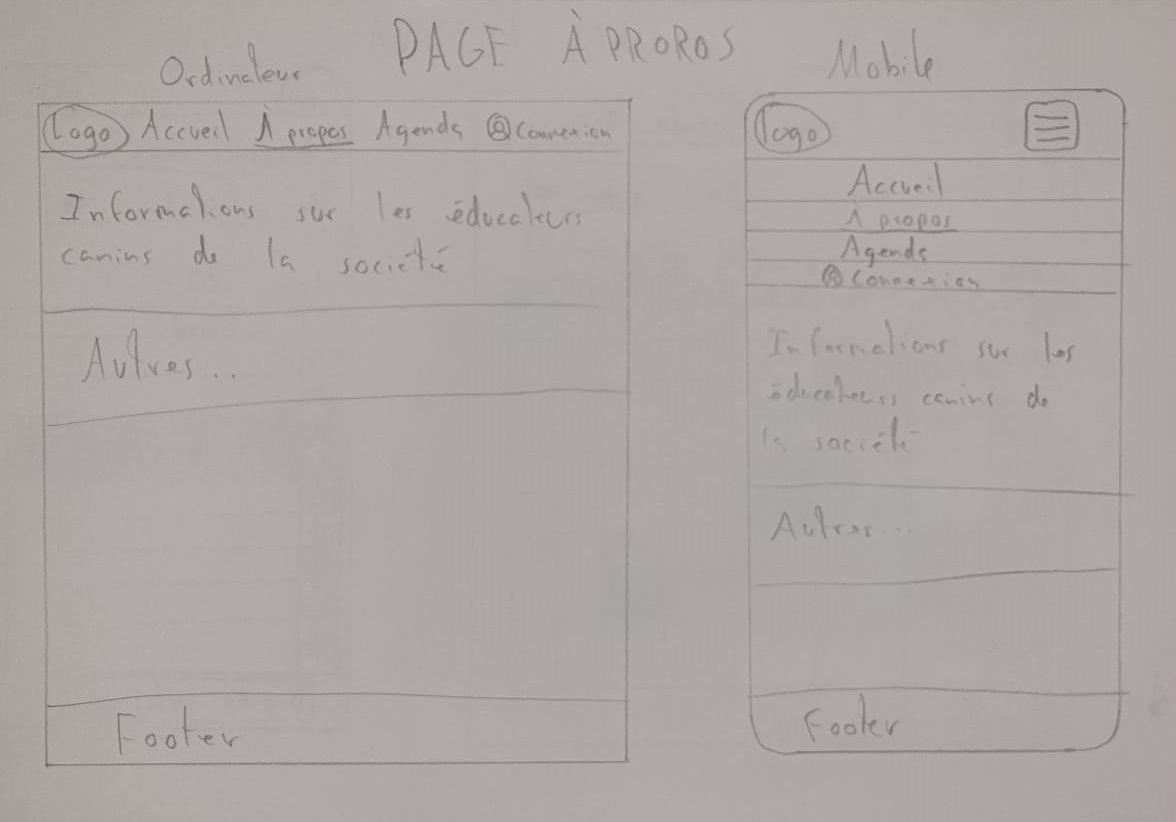 PAGE À PROROS
Ordinateur
Mobile
Logo Accueil À propos Agenda Connexion
Informations sur les éducateurs
canins de la société
Autres...
Footer
logo
Accueil
À propos
Agenda
Connexion
Informations sur les
éducateurs canins de
la société
Autres...
Footer